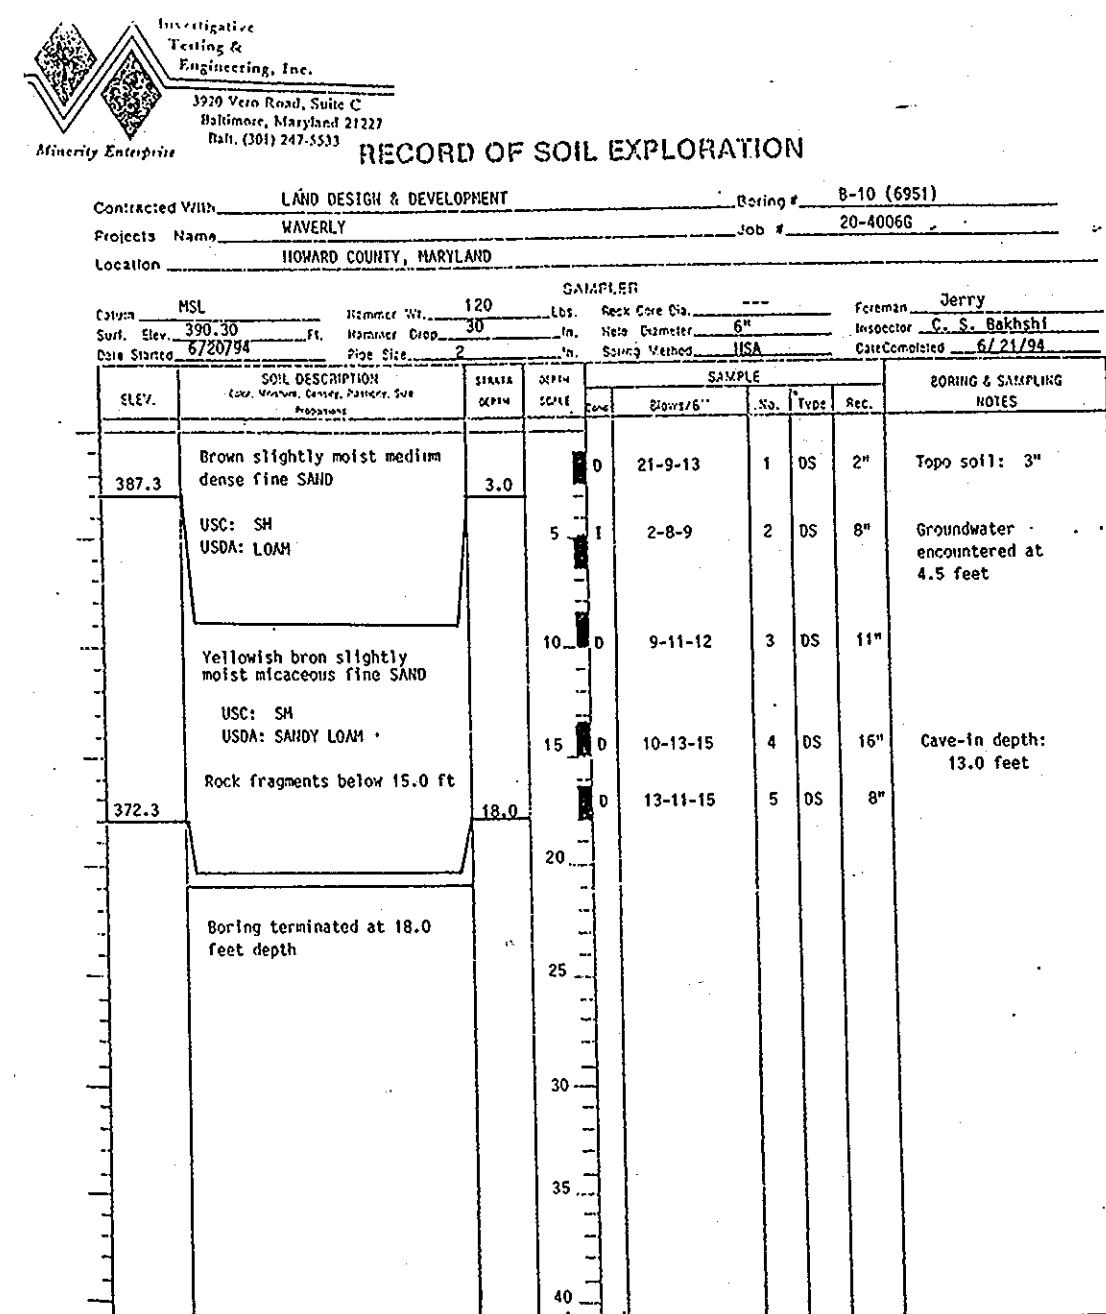 Investigative
Testing &
Engineering, Inc.
3920 Vero Road, Suite C
Baltimore, Maryland 21227
Balt. (301) 247-5533
Minority Enterprise
RECORD OF SOIL EXPLORATION
Contracted With LAND DESIGN & DEVELOPMENT Boring # B-10 (6951)
Projects Name WAVERLY Job # 20-4006G
Location HOWARD COUNTY, MARYLAND
SAMPLER
Datum MSL Hammer Wt. 120 Lbs. Rock Core Dia. --- Foreman Jerry
Surf. Elev. 390.30 Ft. Hammer Drop 30 In. Hole Diameter 6" Inspector C. S. Bakhshi
Date Started 6/20/94 Pipe Size 2 In. Boring Method HSA Date Completed 6/21/94
ELEV. SOIL DESCRIPTION STRATA DEPTH SAMPLE BORING & SAMPLING
Color, Moisture, Density, Plasticity, Size DEPTH SCALE Cond Blows/6" No. Type Rec. NOTES
Proportions
Brown slightly moist medium D 21-9-13 1 DS 2" Topo soil: 3"
387.3 dense fine SAND 3.0
USC: SM 5 I 2-8-9 2 DS 8" Groundwater
USDA: LOAM encountered at
4.5 feet
10 D 9-11-12 3 DS 11"
Yellowish bron slightly
moist micaceous fine SAND
USC: SM
USDA: SANDY LOAM 15 D 10-13-15 4 DS 16" Cave-in depth:
13.0 feet
Rock fragments below 15.0 ft
372.3 18.0 D 13-11-15 5 DS 8"
20
Boring terminated at 18.0
feet depth
25
30
35
40